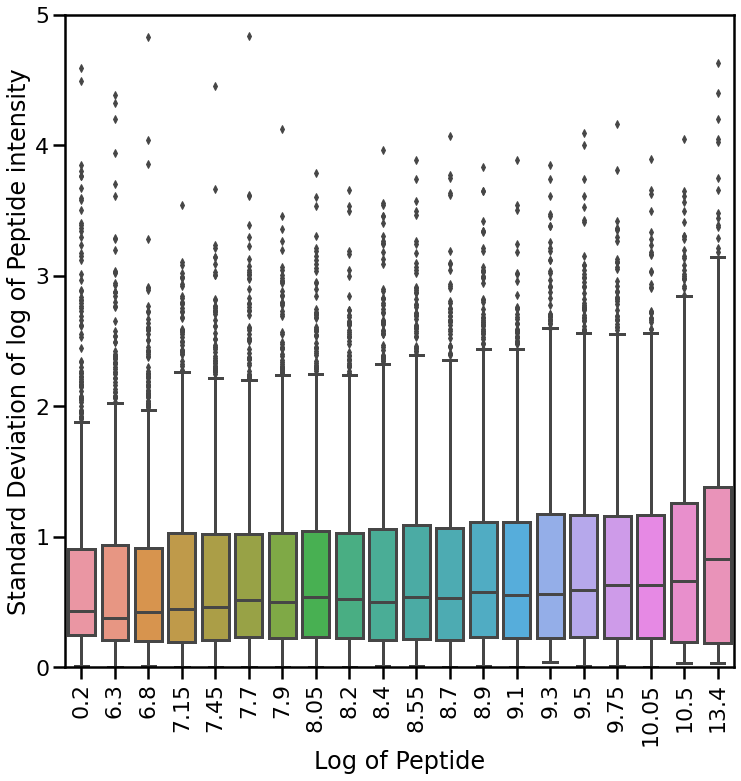 Standard Deviation of log of Peptide intensity
5
4
3
2
1
0
0.2 6.3 6.8 7.15 7.45 7.7 7.9 8.05 8.2 8.4 8.55 8.7 8.9 9.1 9.3 9.5 9.75 10.05 10.5 13.4
Log of Peptide